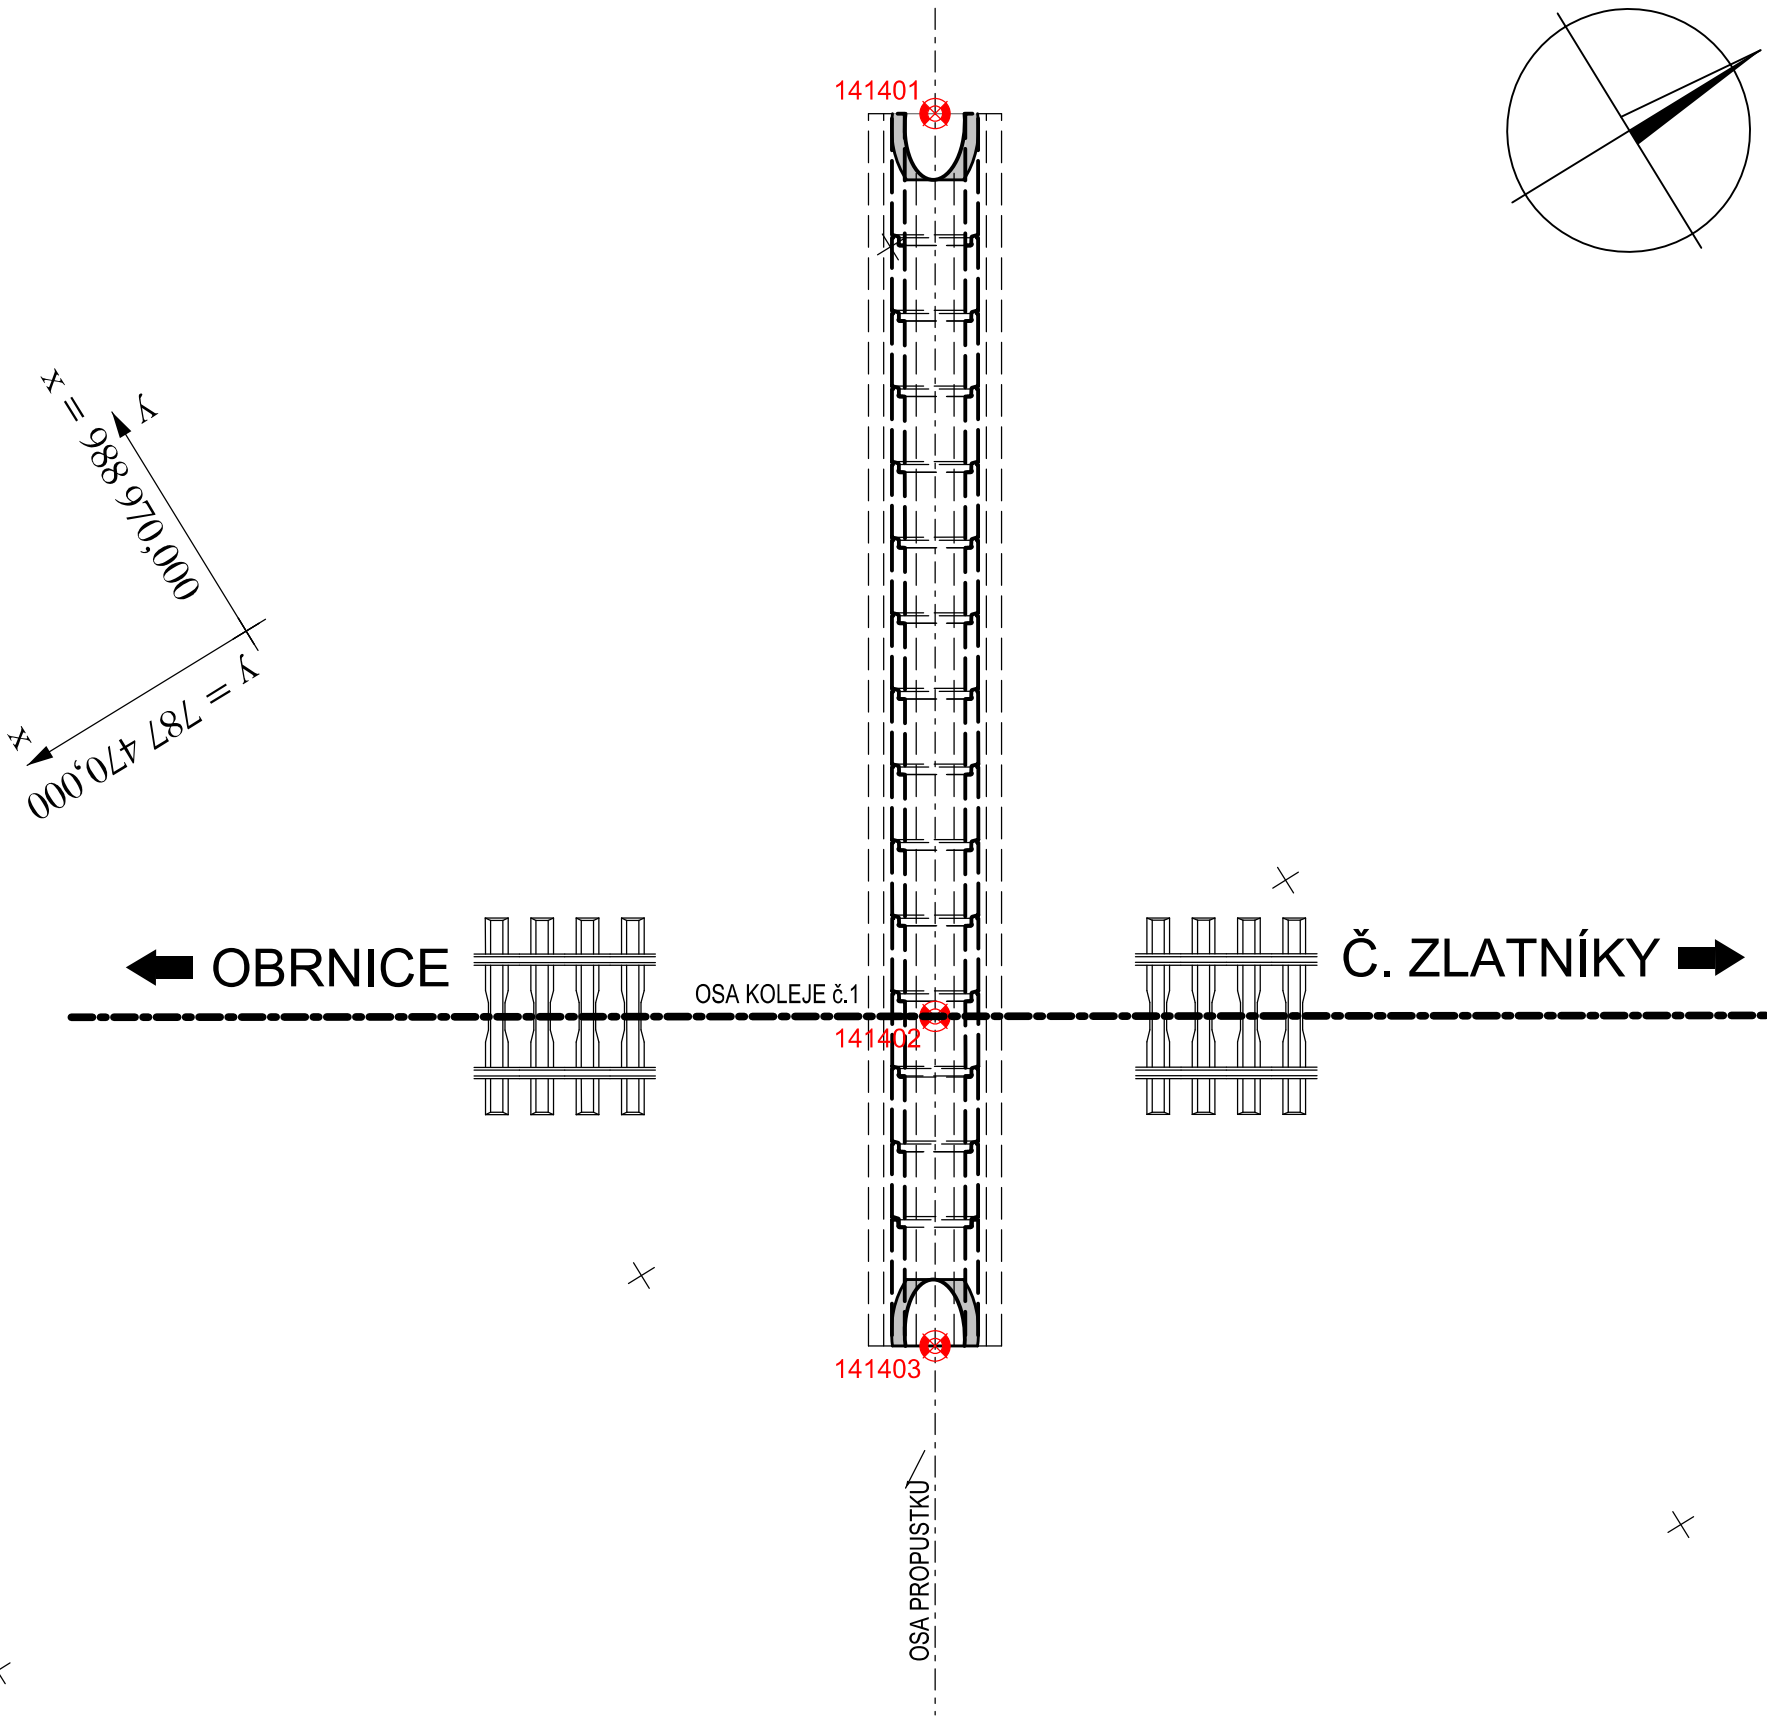 141401
y
x = 988 970,000
y = 787 470,000
x
OBRNICE
Č. ZLATNÍKY
OSA KOLEJE č.1
141402
141403
OSA PROPUSTKU